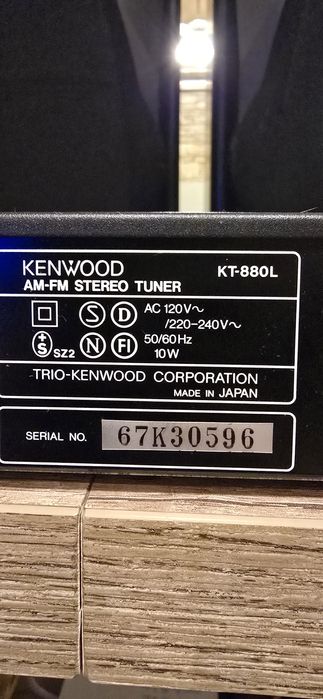 KENWOOD KT-880L
AM-FM STEREO TUNER
S D AC 120V~
/220-240V~
+S SZ2 N FI 50/60Hz
10W
TRIO-KENWOOD CORPORATION
MADE IN JAPAN
SERIAL NO. 67K30596